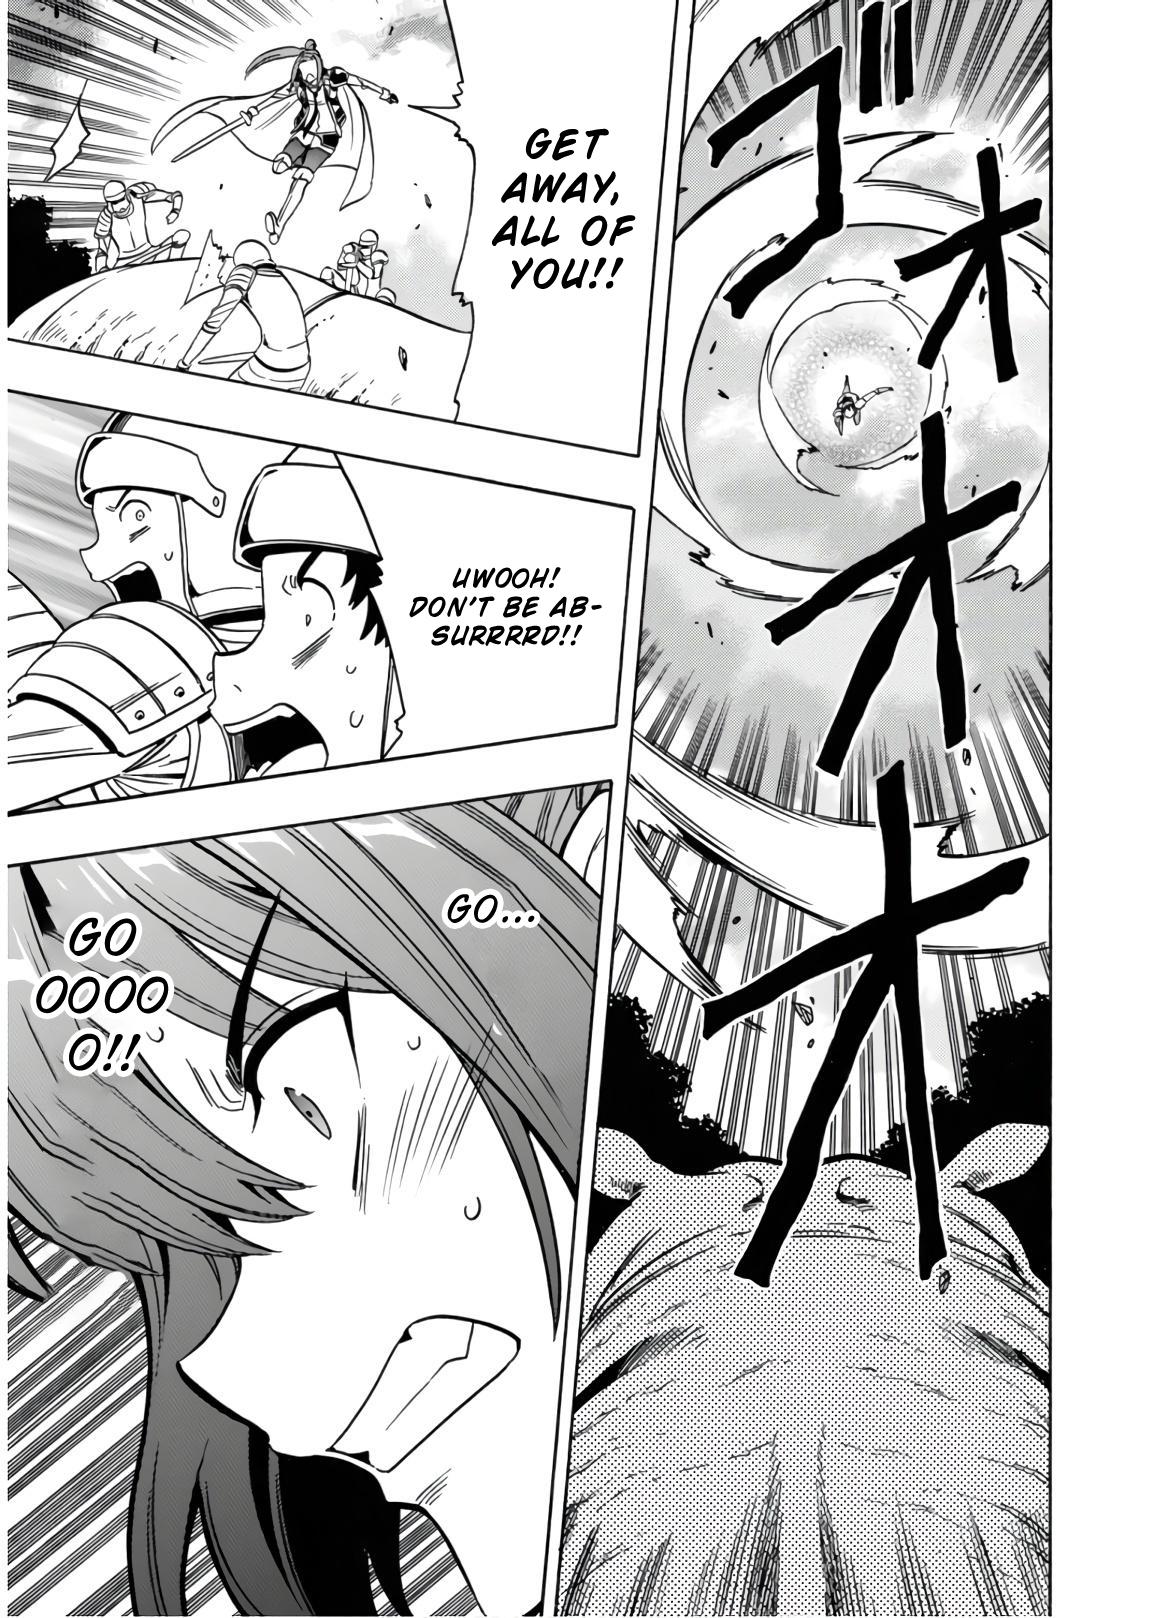 ゴオオオ
GET
AWAY,
ALL OF
YOU!!
UWOOH!
DON'T BE AB-
SURRRRD!!
GO...
GO
OOOO
O!!